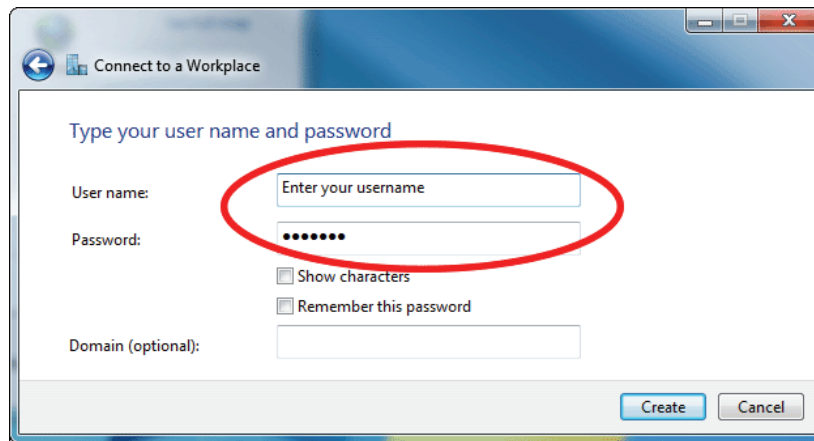 Connect to a Workplace
Type your user name and password
User name:
Enter your username
Password:
•••••••
Show characters
Remember this password
Domain (optional):
Create
Cancel